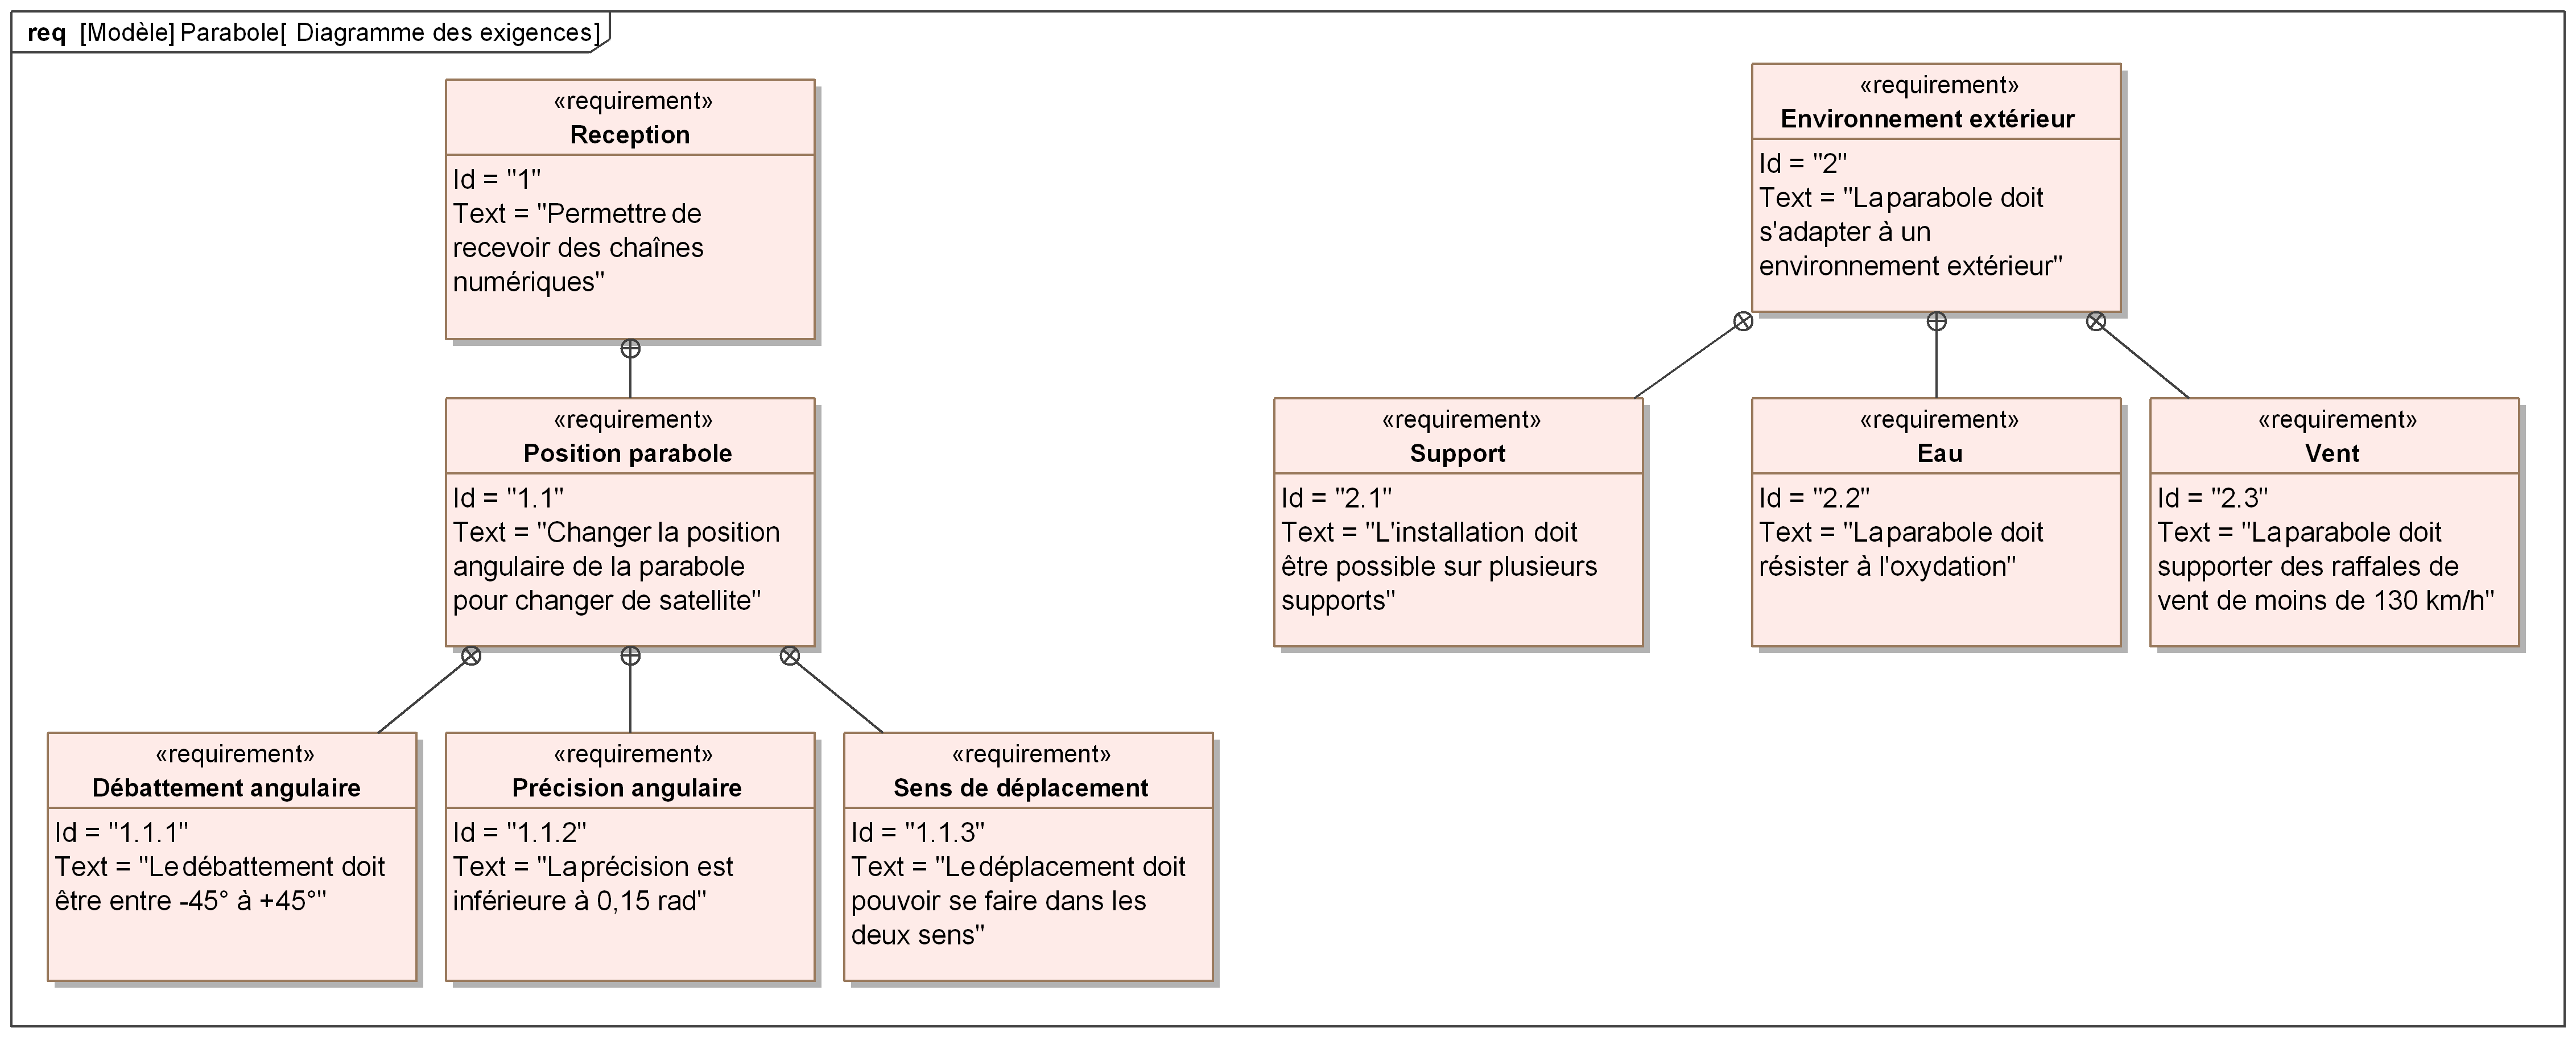 req [Modèle] Parabole[ Diagramme des exigences]
«requirement»
Reception
Id = "1"
Text = "Permettre de
recevoir des chaînes
numériques"
«requirement»
Environnement extérieur
Id = "2"
Text = "La parabole doit
s'adapter à un
environnement extérieur"
«requirement»
Position parabole
Id = "1.1"
Text = "Changer la position
angulaire de la parabole
pour changer de satellite"
«requirement»
Support
Id = "2.1"
Text = "L'installation doit
être possible sur plusieurs
supports"
«requirement»
Eau
Id = "2.2"
Text = "La parabole doit
résister à l'oxydation"
«requirement»
Vent
Id = "2.3"
Text = "La parabole doit
supporter des raffales de
vent de moins de 130 km/h"
«requirement»
Débattement angulaire
Id = "1.1.1"
Text = "Le débattement doit
être entre -45° à +45°"
«requirement»
Précision angulaire
Id = "1.1.2"
Text = "La précision est
inférieure à 0,15 rad"
«requirement»
Sens de déplacement
Id = "1.1.3"
Text = "Le déplacement doit
pouvoir se faire dans les
deux sens"